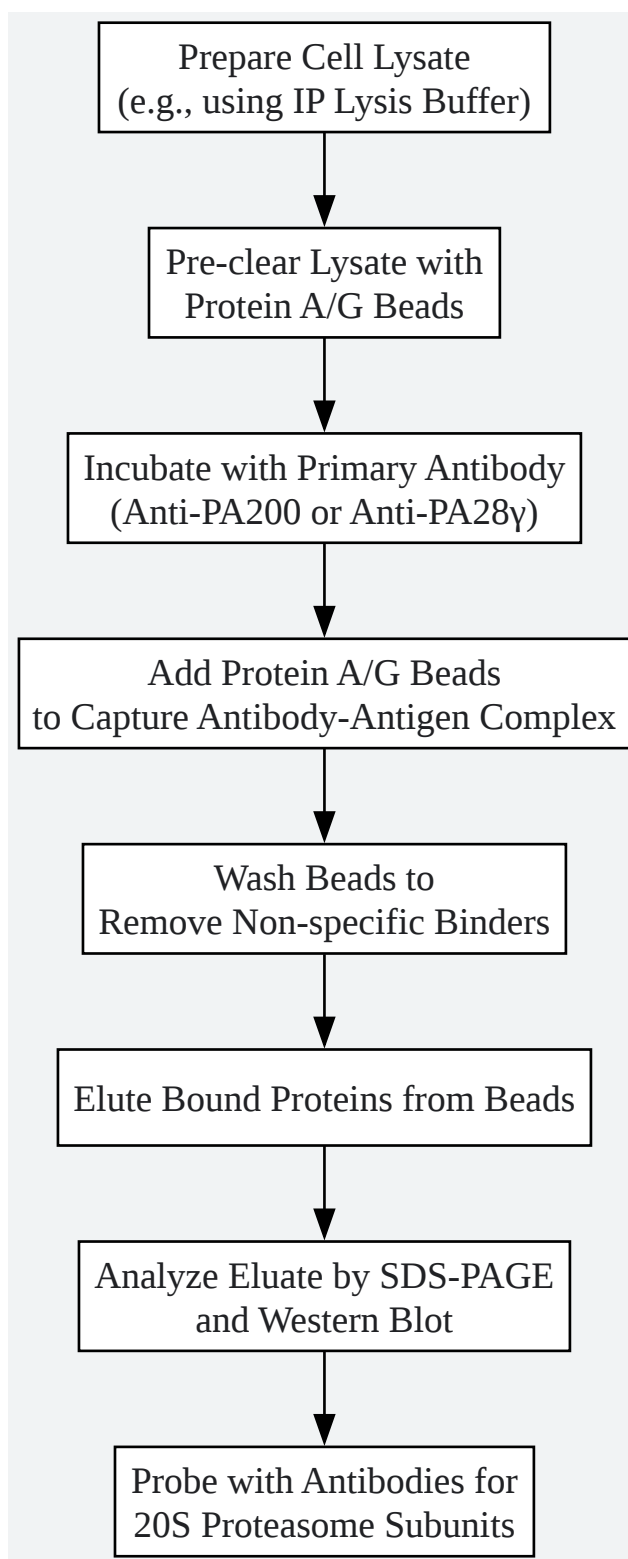 Prepare Cell Lysate
(e.g., using IP Lysis Buffer)
Pre-clear Lysate with
Protein A/G Beads
Incubate with Primary Antibody
(Anti-PA200 or Anti-PA28γ)
Add Protein A/G Beads
to Capture Antibody-Antigen Complex
Wash Beads to
Remove Non-specific Binders
Elute Bound Proteins from Beads
Analyze Eluate by SDS-PAGE
and Western Blot
Probe with Antibodies for
20S Proteasome Subunits